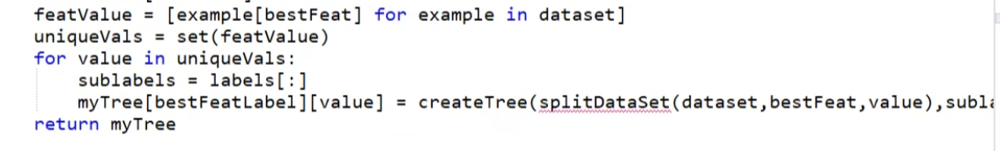 featValue = [example[bestFeat] for example in dataset]
uniqueVals = set(featValue)
for value in uniqueVals:
sublabels = labels[:]
myTree[bestFeatLabel][value] = createTree(splitDataSet(dataset,bestFeat,value),subl
return myTree